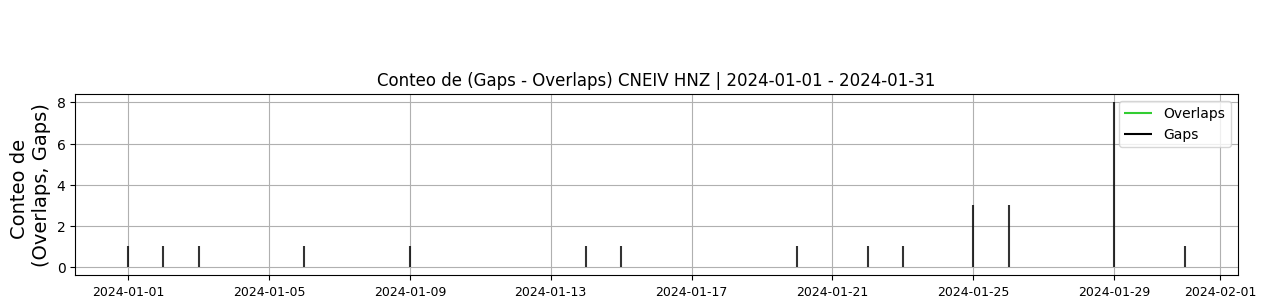 Conteo de (Gaps - Overlaps) CNEIV HNZ | 2024-01-01 - 2024-01-31
Conteo de
(Overlaps, Gaps)
8
6
4
2
0
Overlaps
Gaps
2024-01-01 2024-01-05 2024-01-09 2024-01-13 2024-01-17 2024-01-21 2024-01-25 2024-01-29 2024-02-01